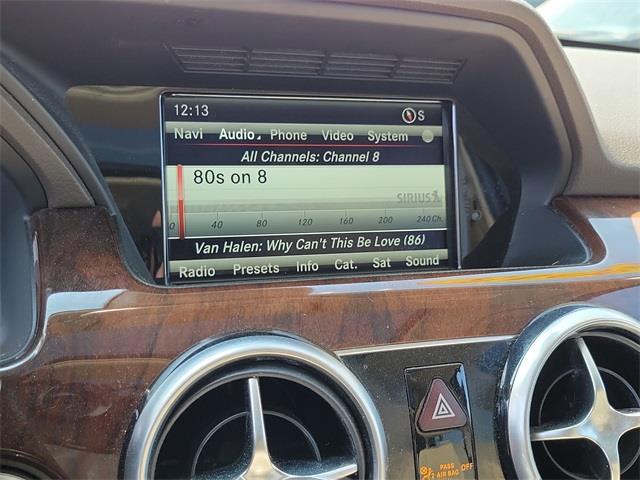 12:13 S
Navi Audio Phone Video System
All Channels: Channel 8
80s on 8
SIRIUS
0 40 80 120 160 200 240 Ch.
Van Halen: Why Can't This Be Love (86)
Radio Presets Info Cat. Sat Sound
PASS
AIR BAG OFF